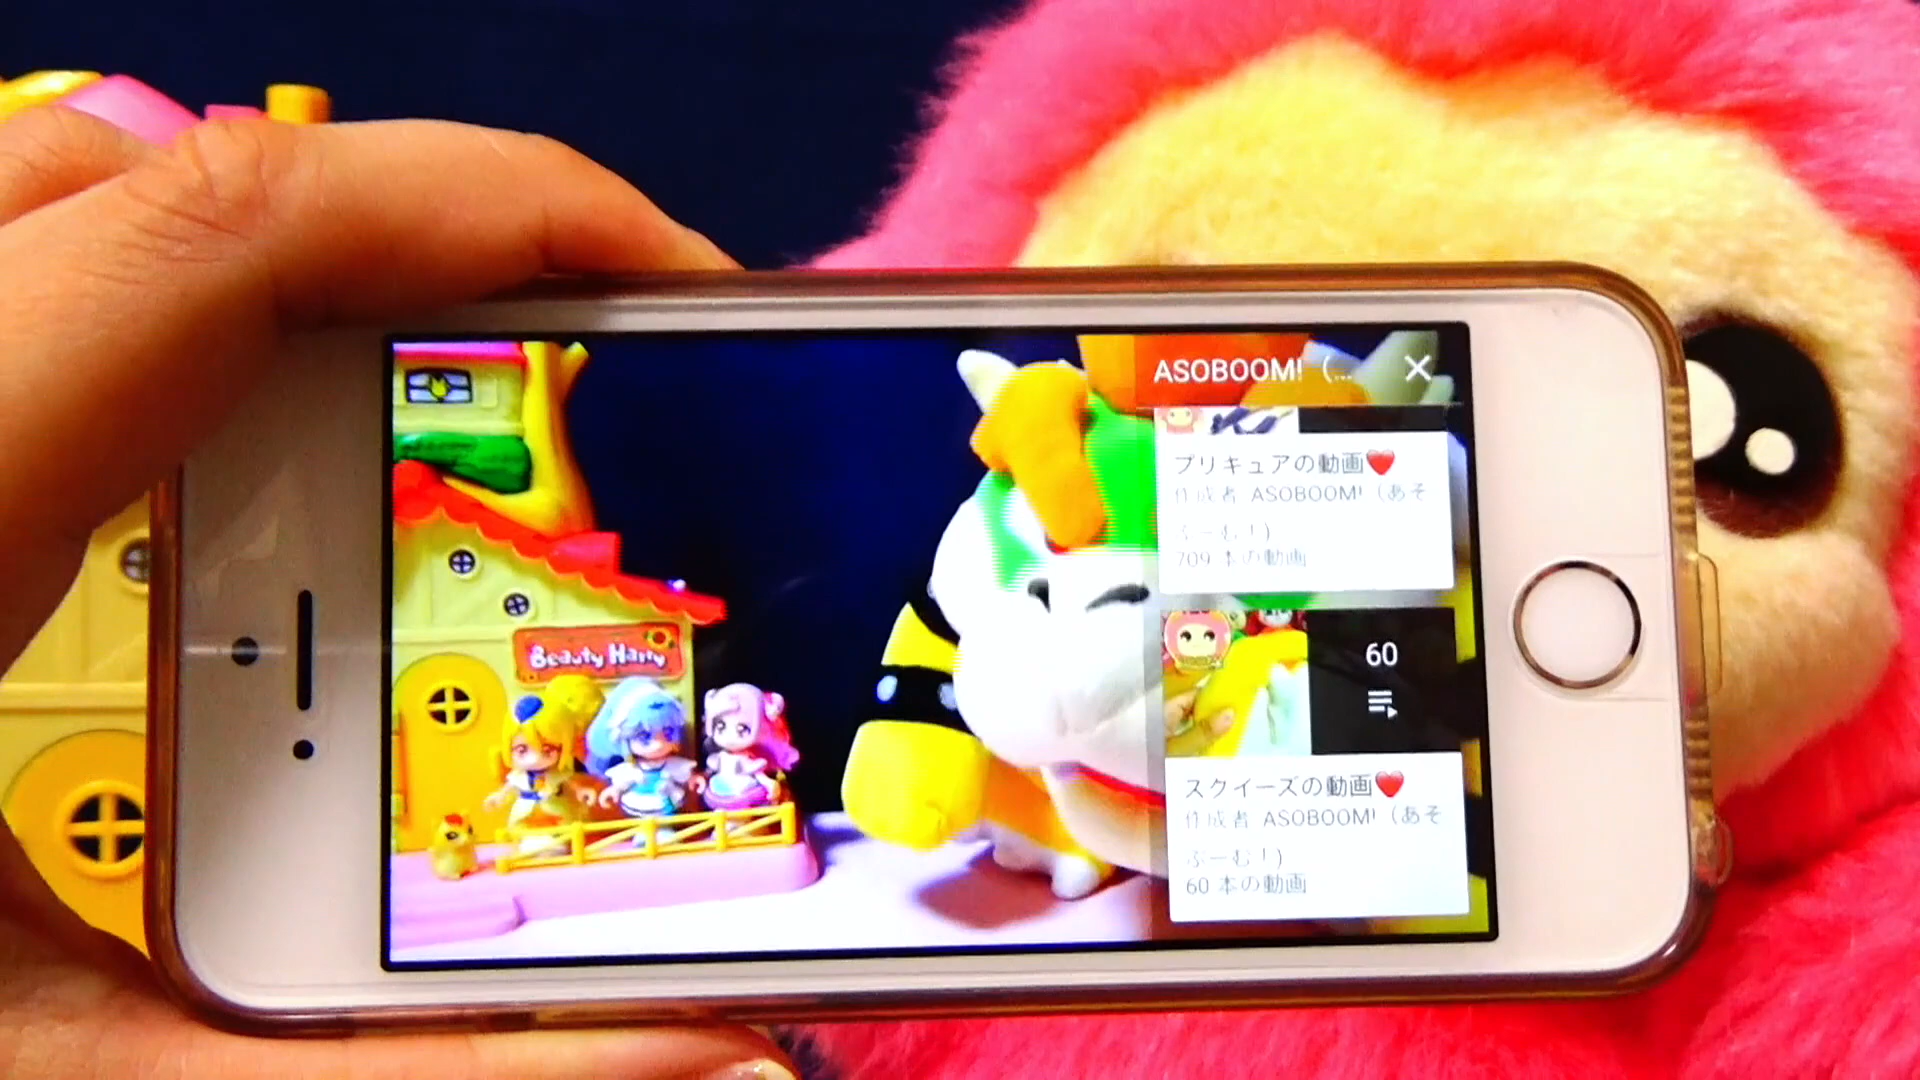 ASOBOOM!（...
プリキュアの動画❤
作成者 ASOBOOM!（あそ
ぶーむ！)
709 本の動画
Beauty Harry
60
スクイーズの動画❤
作成者 ASOBOOM!（あそ
ぶーむ！)
60 本の動画